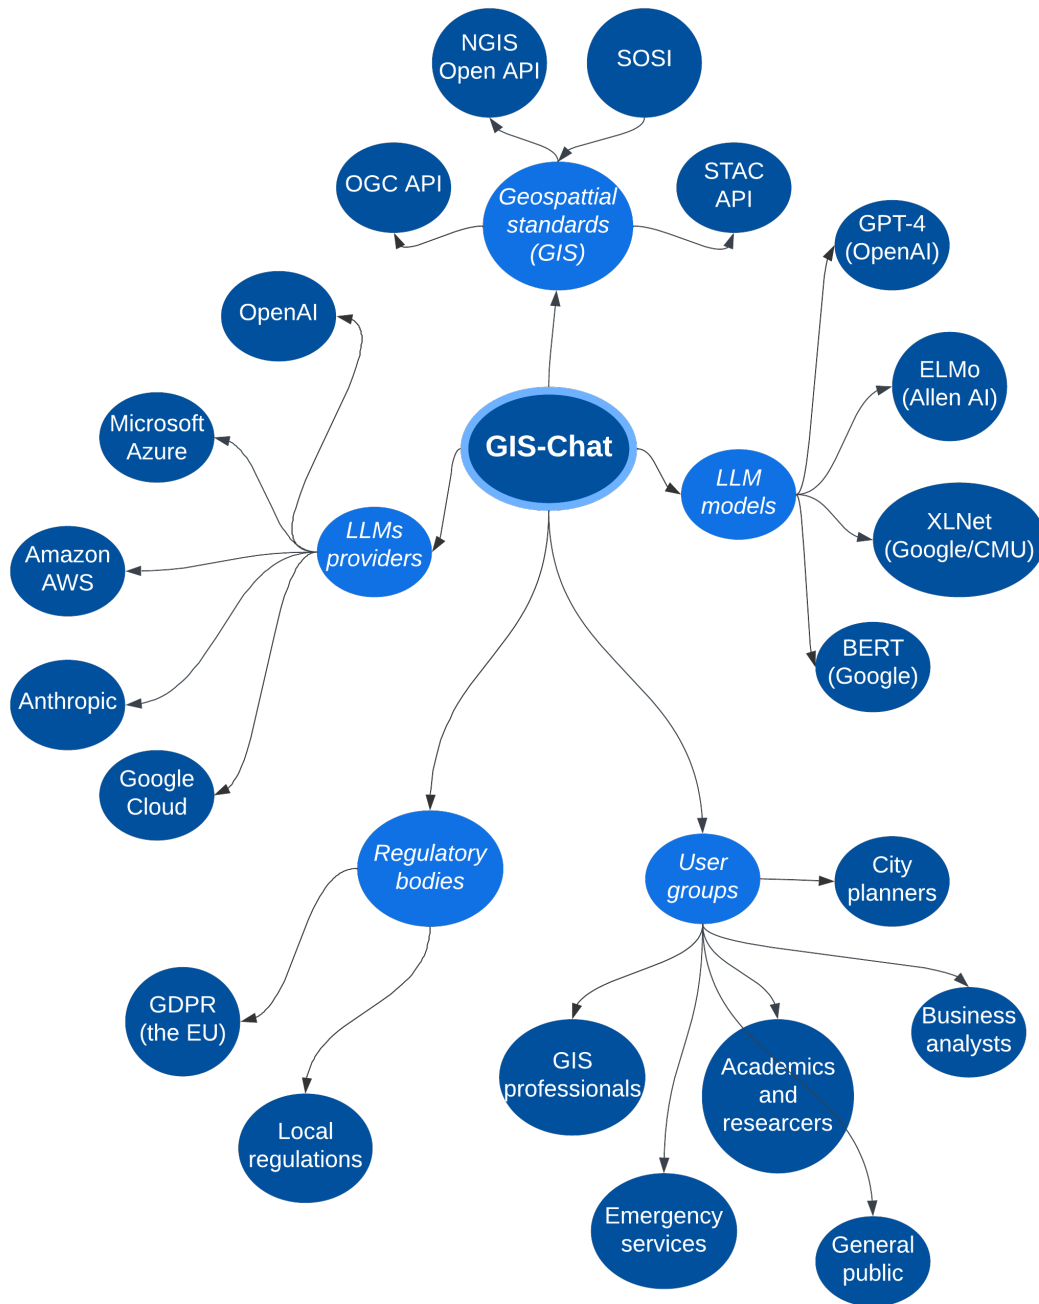 NGIS
Open API
SOSI
OGC API
Geospattial
standards
(GIS)
STAC
API
GPT-4
(OpenAI)
OpenAI
ELMo
(Allen AI)
Microsoft
Azure
GIS-Chat
LLM
models
LLMs
providers
XLNet
(Google/CMU)
Amazon
AWS
BERT
(Google)
Anthropic
Google
Cloud
Regulatory
bodies
User
groups
City
planners
GDPR
(the EU)
Business
analysts
GIS
professionals
Academics
and
researcers
Local
regulations
Emergency
services
General
public